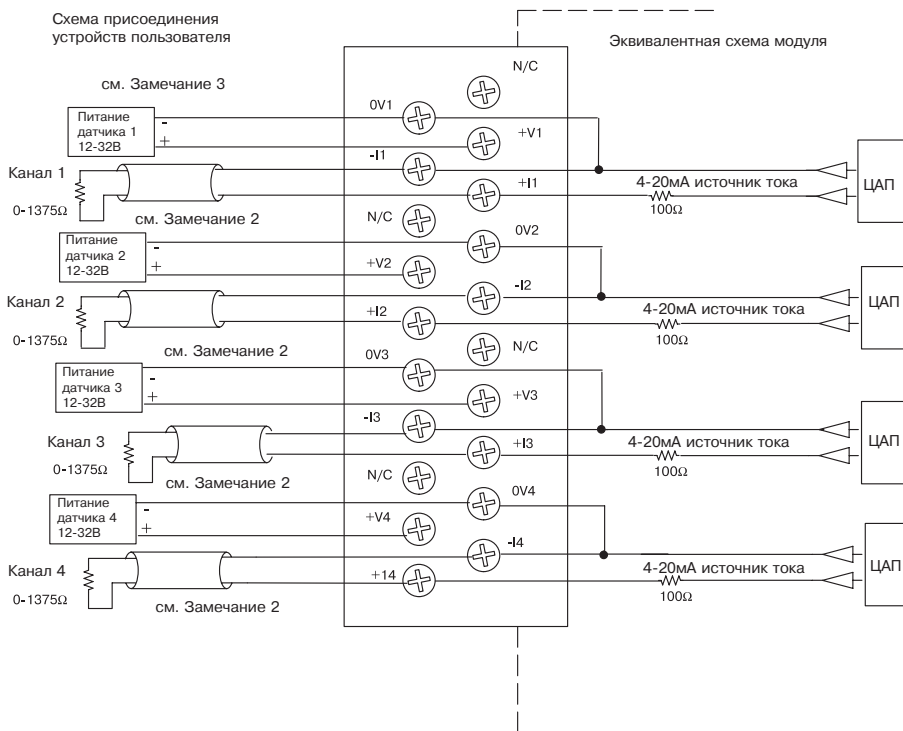 Схема присоединения
устройств пользователя
Эквивалентная схема модуля
N/C
см. Замечание 3
0V1
Питание
датчика 1
12-32В
-
+
+V1
-I1
Канал 1
0-1375Ω
+I1
4-20мА источник тока
100Ω
ЦАП
см. Замечание 2
N/C
0V2
Питание
датчика 2
12-32В
-
+
+V2
-I2
Канал 2
0-1375Ω
+I2
4-20мА источник тока
100Ω
ЦАП
см. Замечание 2
N/C
0V3
Питание
датчика 3
12-32В
-
+
+V3
-I3
Канал 3
0-1375Ω
+I3
4-20мА источник тока
100Ω
ЦАП
см. Замечание 2
N/C
0V4
Питание
датчика 4
12-32В
-
+
+V4
-I4
Канал 4
0-1375Ω
+14
4-20мА источник тока
100Ω
ЦАП
см. Замечание 2